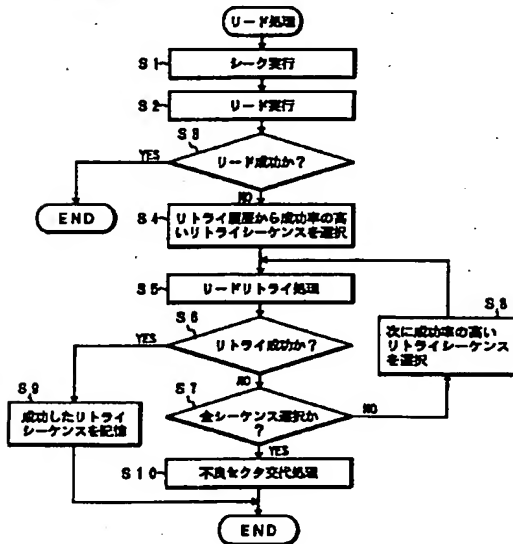 リード処理
S1
シーク実行
S2
リード実行
S3
リード成功か?
YES
NO
END
S4
リトライ履歴から成功率の高
いリトライシーケンスを選択
S5
リードリトライ処理
S6
リトライ成功か?
YES
NO
S7
全シーケンス選択か
?
NO
YES
S8
次に成功率の高い
リトライシーケンス
を選択
S9
成功したリトライ
シーケンスを記憶
S10
不良セクタ交代処理
END